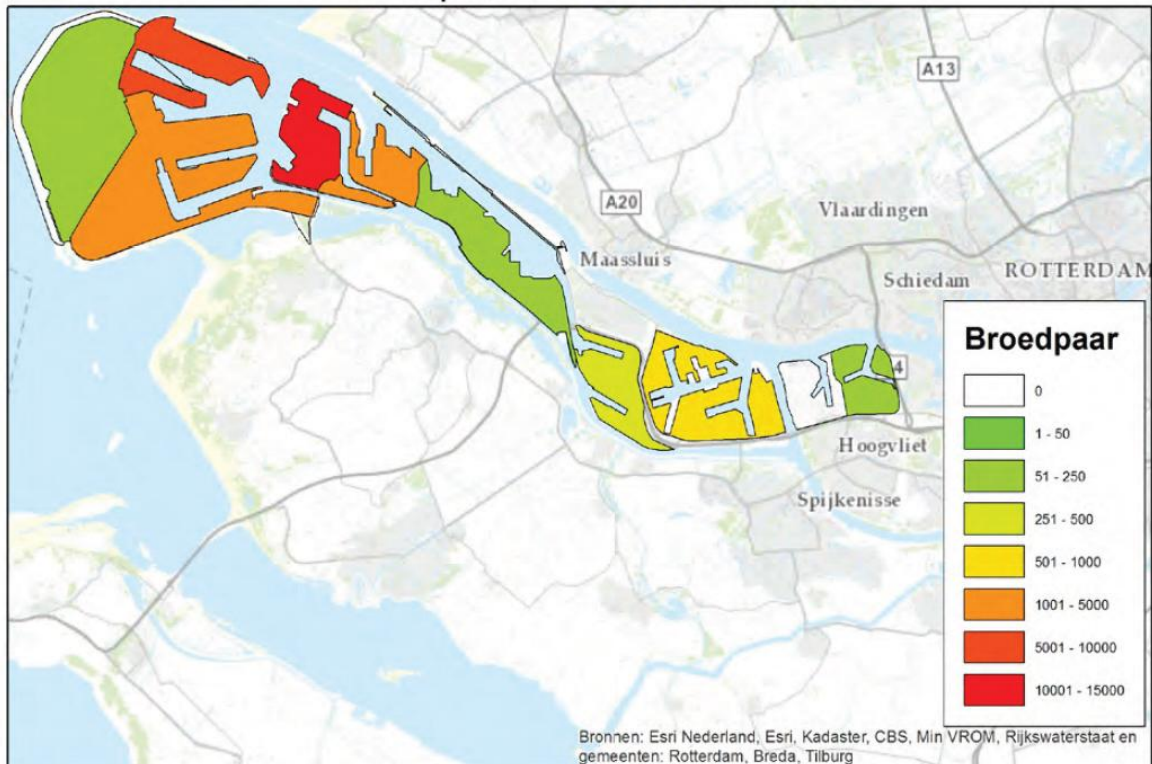 A13
A20
Vlaardingen
Maassluis
Schiedam
ROTTERDAM
Broedpaar
0
1 - 50
4
51 - 250
Hoogvliet
251 - 500
Spijkenisse
501 - 1000
1001 - 5000
5001 - 10000
10001 - 15000
Bronnen: Esri Nederland, Esri, Kadaster, CBS, Min VROM, Rijkswaterstaat en
gemeenten: Rotterdam, Breda, Tilburg